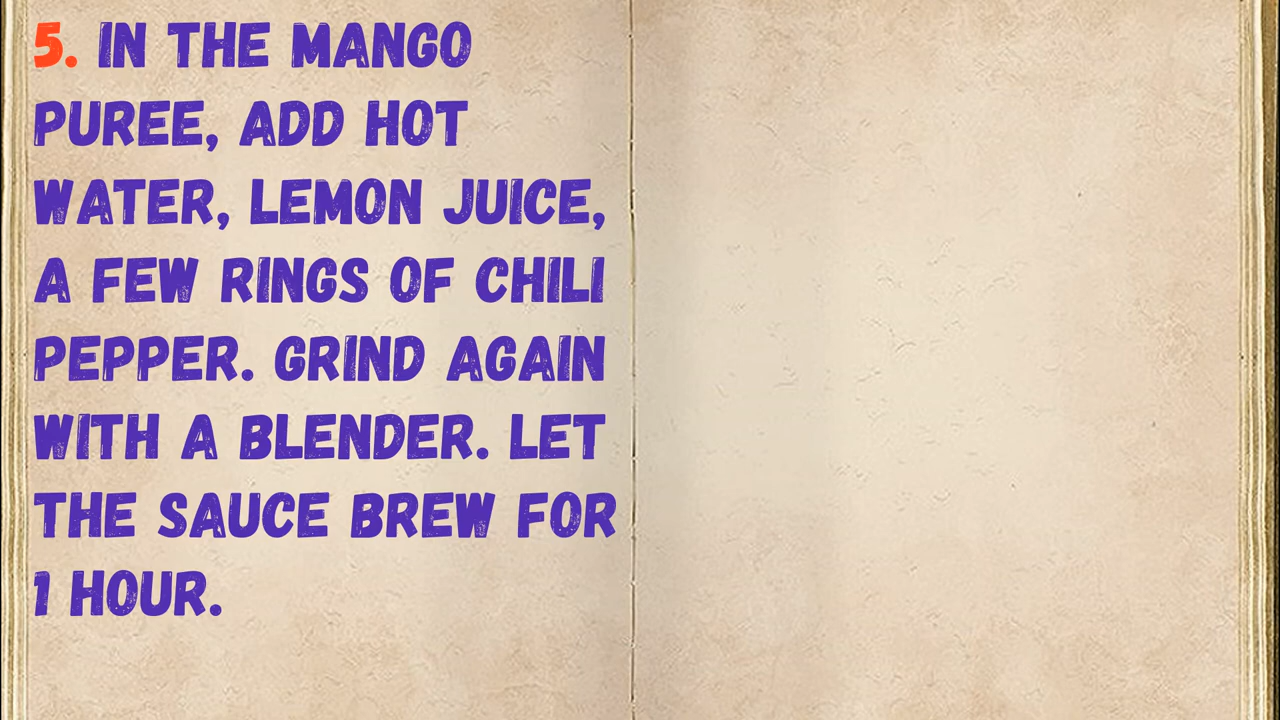 5. IN THE MANGO
PUREE, ADD HOT
WATER, LEMON JUICE,
A FEW RINGS OF CHILI
PEPPER. GRIND AGAIN
WITH A BLENDER. LET
THE SAUCE BREW FOR
1 HOUR.